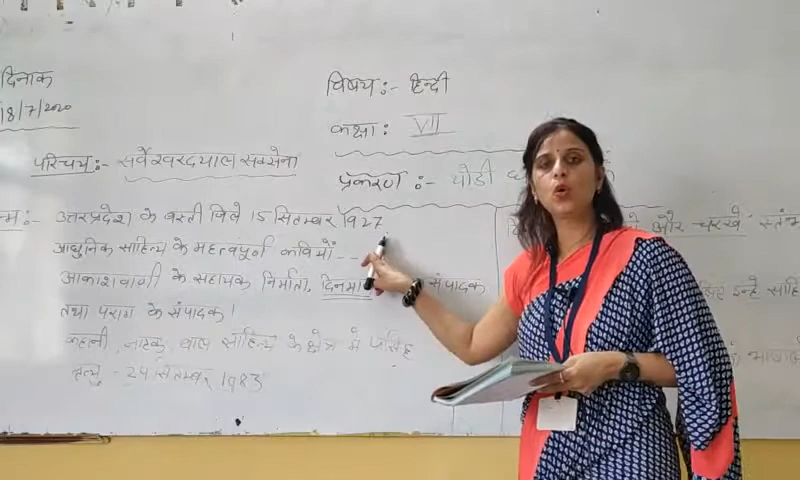 दिनाक
18/7/2020
विषय:- हिन्दी
कक्षा: VII
प्रकरण :- थोडी
परिचय:- सर्वेश्वरदयाल सक्सेना
उत्तरप्रदेश के बस्ती जिले 15 सितम्बर 1927
आधुनिक साहित्य के महत्वपूर्ण कवियों --
आकाशवाणी के सहायक निर्माता, दिनमा संपादक
तथा पराग के संपादक।
कहानी, नाटक, बाल साहित्य के क्षेत्र में प्रसिद्ध
मृत्यु - 24 सितम्बर, 1983
और चरखे
इन्हे